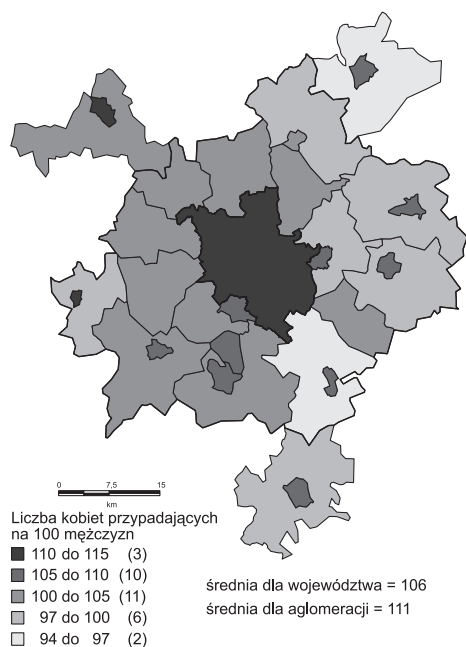 0 7,5 15
km
Liczba kobiet przypadających
na 100 mężczyzn
110 do 115 (3)
105 do 110 (10)
100 do 105 (11)
97 do 100 (6)
94 do 97 (2)
średnia dla województwa = 106
średnia dla aglomeracji = 111